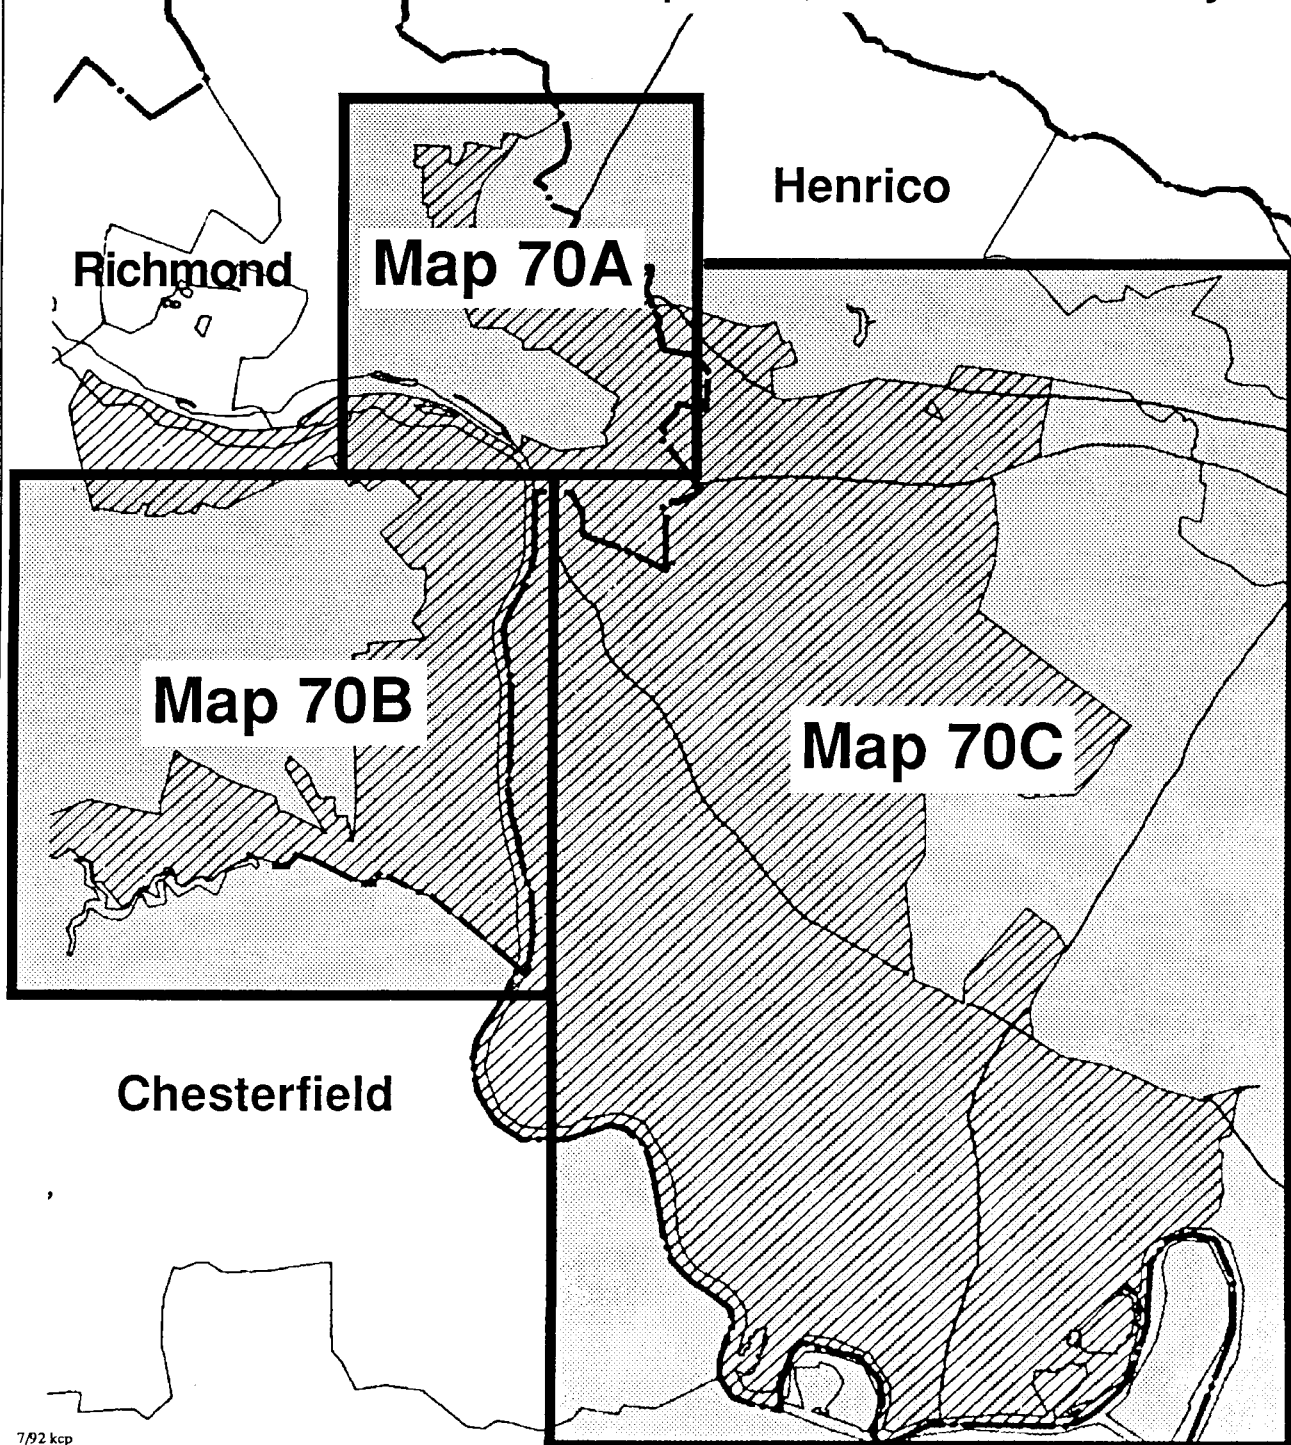 Henrico
Richmond
Map 70A
Map 70B
Map 70C
Chesterfield
7/92 kcp